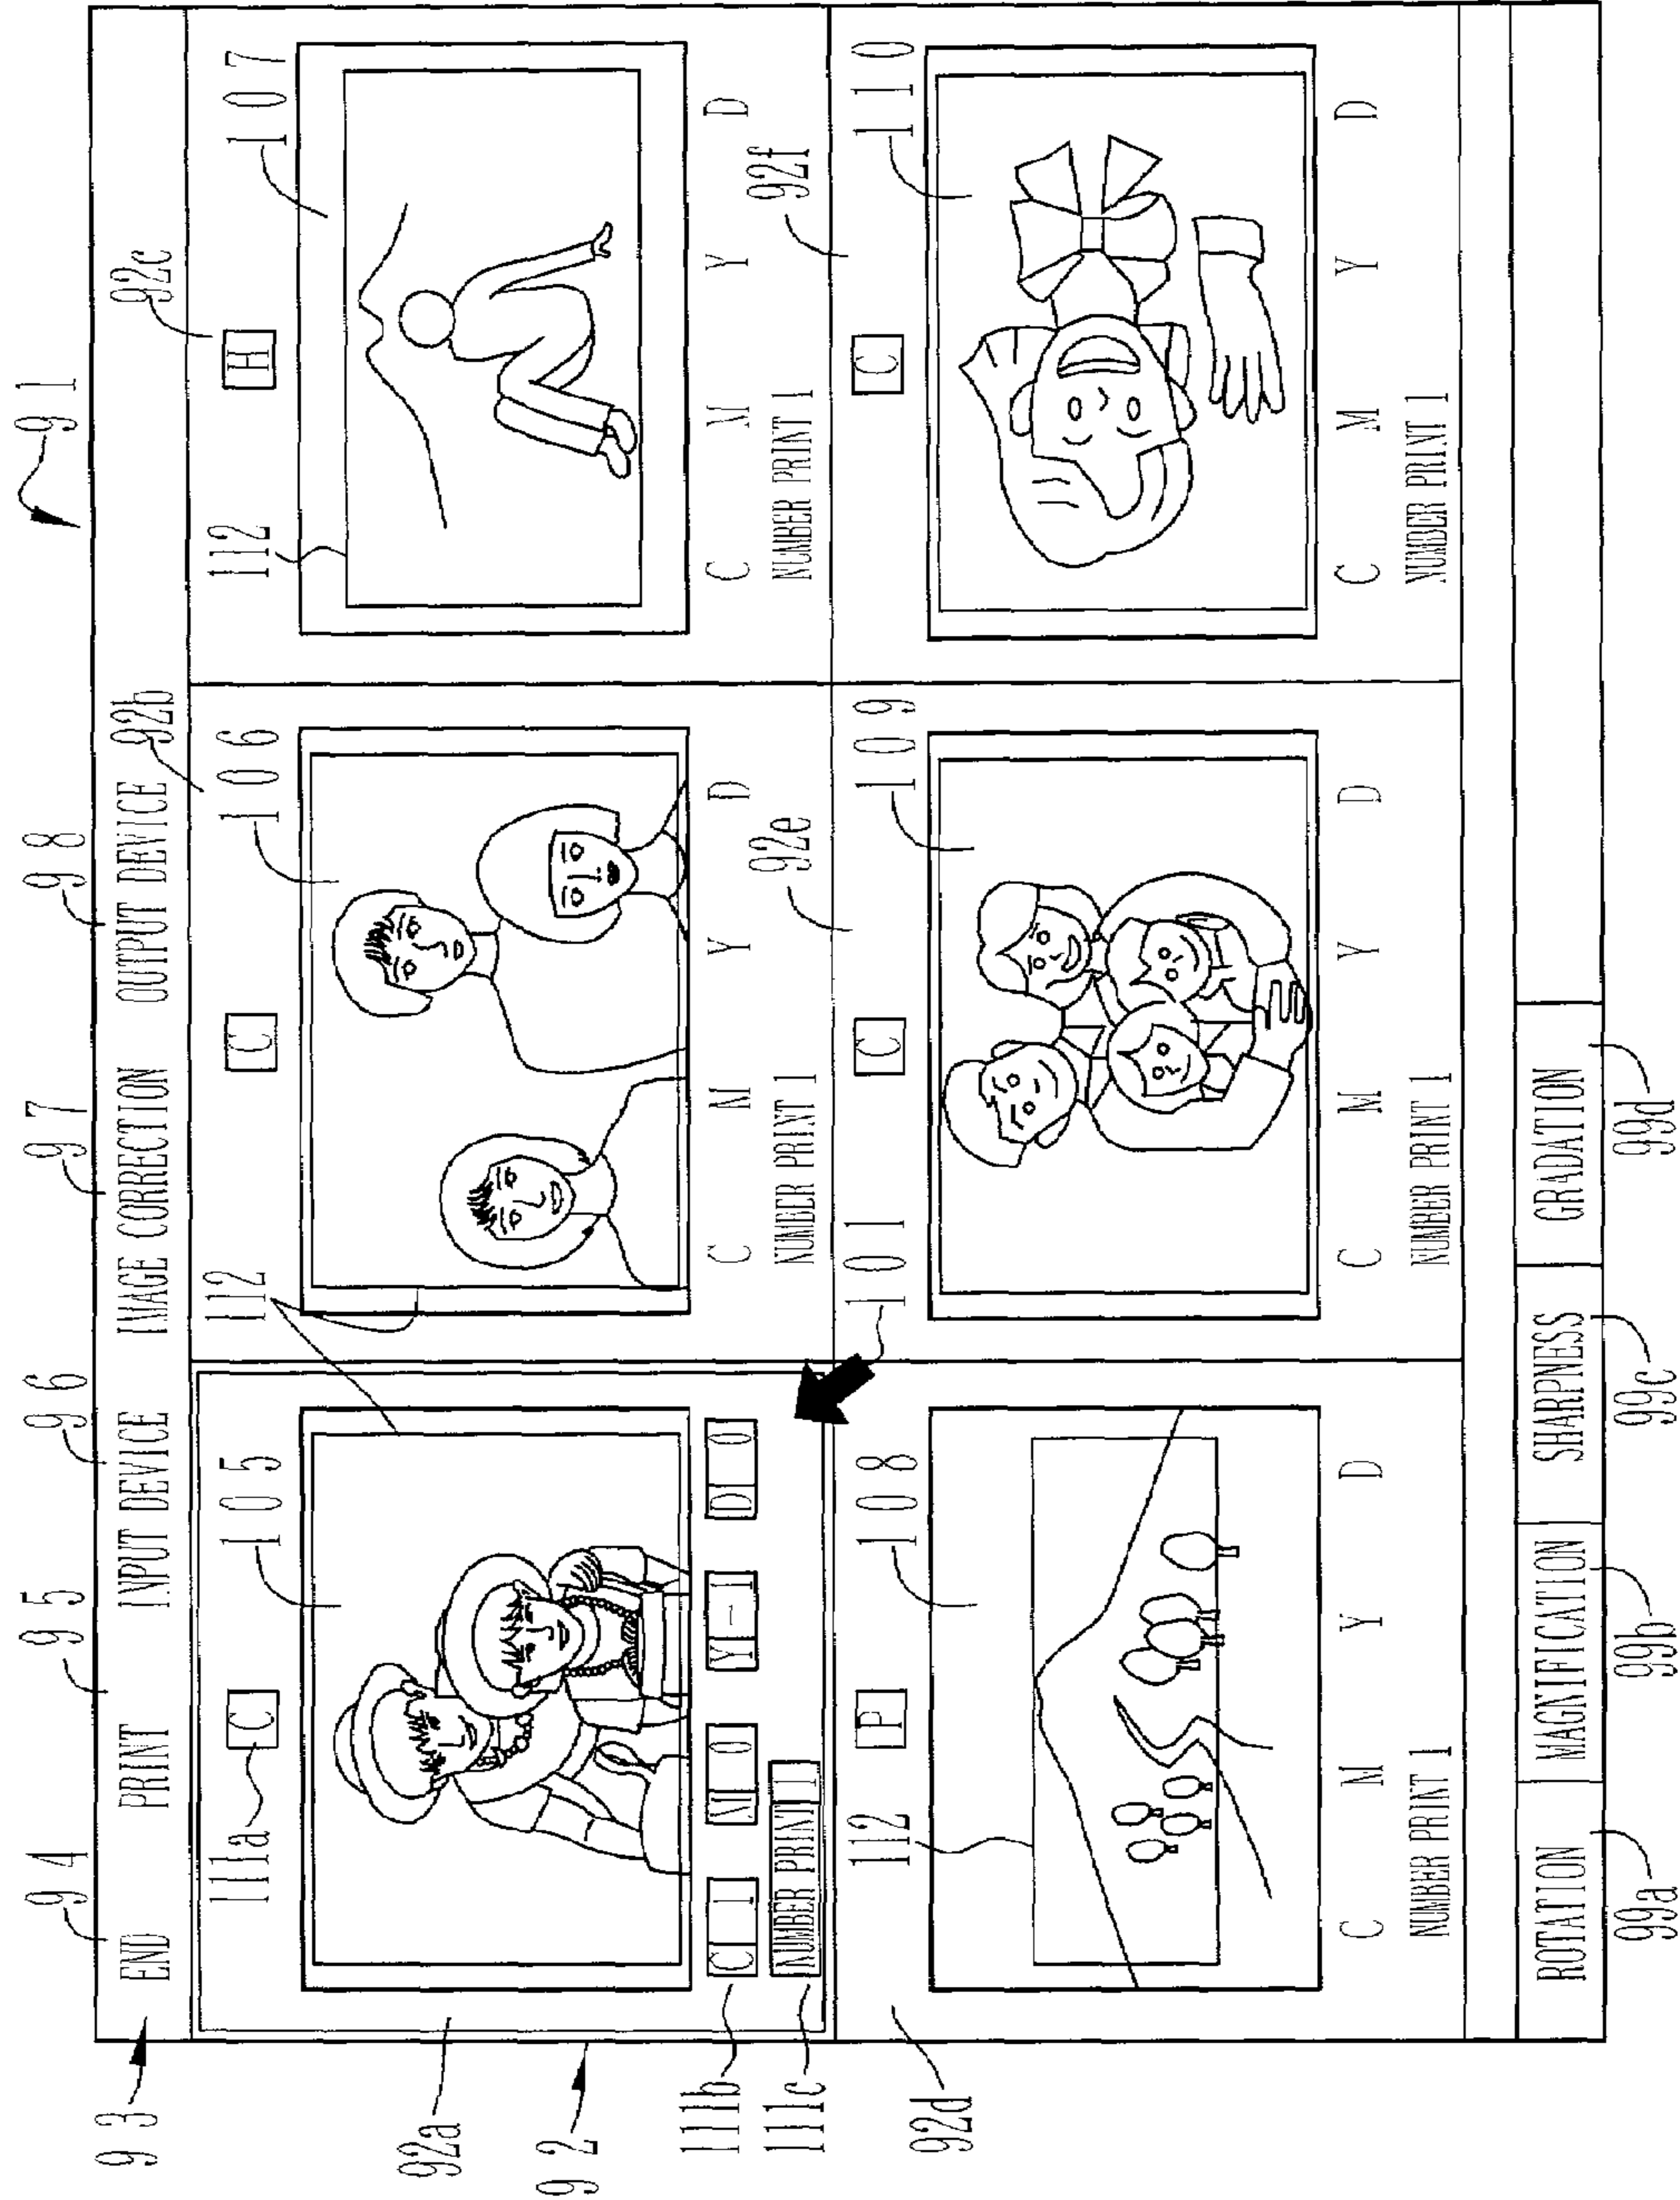 91
94 95 96 97 98
93 END PRINT INPUT DEVICE IMAGE CORRECTION OUTPUT DEVICE
92b 92c
111a 105 112 106 112 107
C C H
92a
92
111b C 1 M 0 Y -1 D 0 C M Y D C M Y D
111c NUMBER PRINT 1 NUMBER PRINT 1 NUMBER PRINT 1
101 92e 92f
112 108 109 110
P C C
92d
C M Y D C M Y D C M Y D
NUMBER PRINT 1 NUMBER PRINT 1 NUMBER PRINT 1
ROTATION MAGNIFICATION SHARPNESS GRADATION
99a 99b 99c 99d